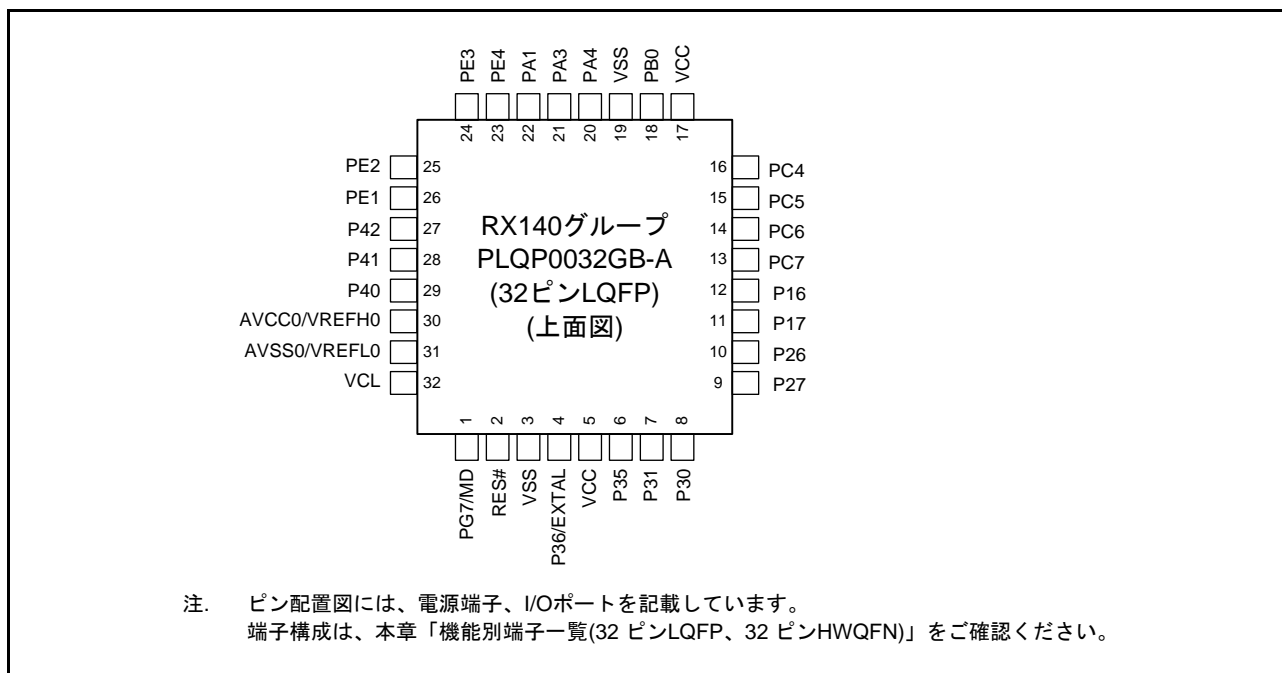 PE3
PE4
PA1
PA3
PA4
VSS
PB0
VCC
24
23
22
21
20
19
18
17
PE2
25
PE1
26
P42
27
P41
28
P40
29
AVCC0/VREFH0
30
AVSS0/VREFL0
31
VCL
32
RX140グループ
PLQP0032GB-A
(32ピンLQFP)
(上面図)
16
PC4
15
PC5
14
PC6
13
PC7
12
P16
11
P17
10
P26
9
P27
1
2
3
4
5
6
7
8
PG7/MD
RES#
VSS
P36/EXTAL
VCC
P35
P31
P30
注. ピン配置図には、電源端子、I/Oポートを記載しています。
端子構成は、本章「機能別端子一覧(32 ピンLQFP、32 ピンHWQFN)」をご確認ください。